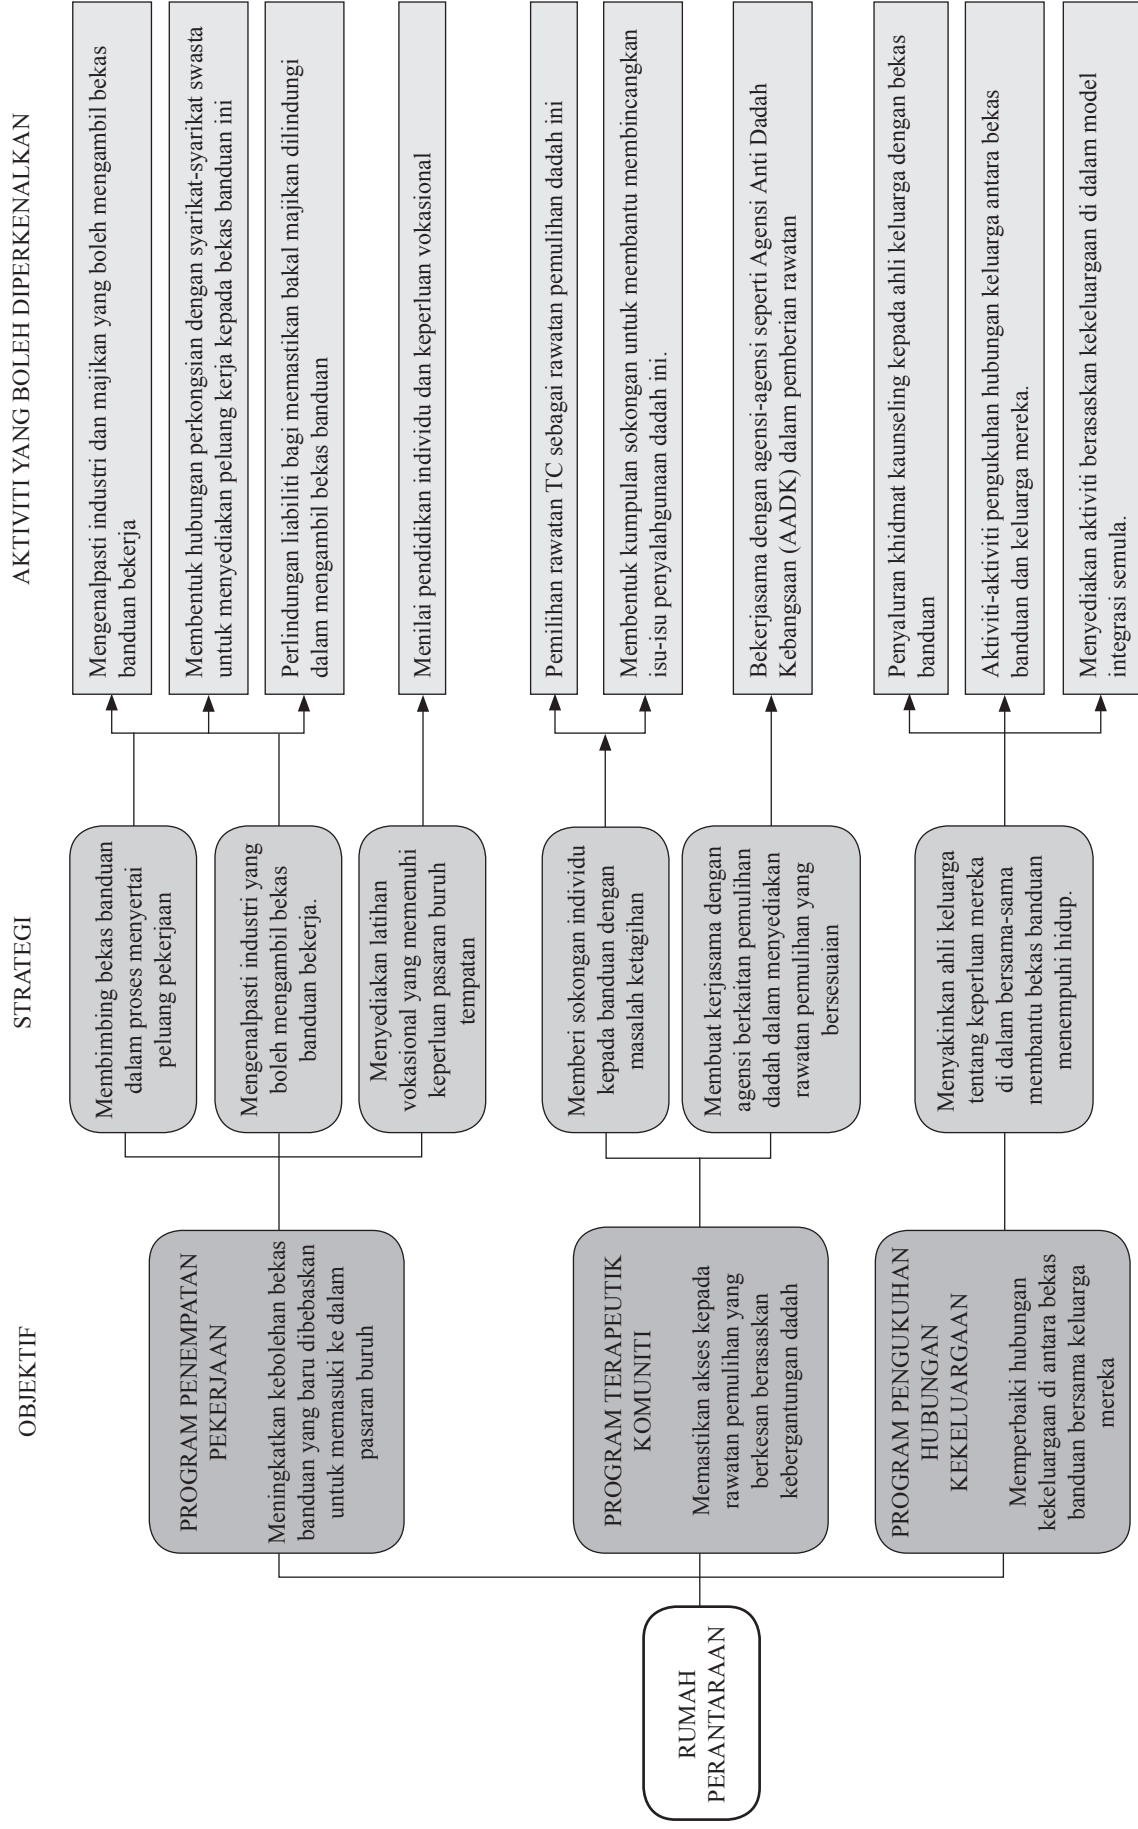 OBJEKTIF
STRATEGI
AKTIVITI YANG BOLEH DIPERKENALKAN
RUMAH
PERANTARAAN
PROGRAM PENEMPATAN
PEKERJAAN
Meningkatkan kebolehan bekas
banduan yang baru dibebaskan
untuk memasuki ke dalam
pasaran buruh
Membimbing bekas banduan
dalam proses menyertai
peluang pekerjaan
Mengenalpasti industry yang
boleh mengambil bekas
banduan bekerja.
Menyediakan latihan
vokasional yang memenuhi
keperluan pasaran buruh
tempatan
Mengenalpasti industri dan majikan yang boleh mengambil bekas
banduan bekerja
Membentuk hubungan perkongsian dengan syarikat-syarikat swasta
untuk menyediakan peluang kerja kepada bekas banduan ini
Perlindungan liabiliti bagi memastikan bakal majikan dilindungi
dalam mengambil bekas banduan
Menilai pendidikan individu dan keperluan vokasional
PROGRAM TERAPEUTIK
KOMUNITI
Memastikan akses kepada
rawatan pemulihan yang
berkesan berasaskan
kebergantungan dadah
Memberi sokongan individu
kepada banduan dengan
masalah ketagihan
Membuat kerjasama dengan
agensi berkaitan pemulihan
dadah dalam menyediakan
rawatan pemulihan yang
bersesuaian
Pemilihan rawatan TC sebagai rawatan pemulihan dadah ini
Membentuk kumpulan sokongan untuk membantu membincangkan
isu-isu penyalahgunaan dadah ini.
Bekerjasama dengan agensi-agensi seperti Agensi Anti Dadah
Kebangsaan (AADK) dalam pemberian rawatan
PROGRAM PENGUKUHAN
HUBUNGAN
KEKELUARGAAN
Memperbaiki hubungan
kekeluargaan di antara bekas
banduan bersama keluarga
mereka
Menyakinkan ahli keluarga
tentang keperluan mereka
di dalam bersama-sama
membantu bekas banduan
menempuhi hidup.
Penyaluran khidmat kaunseling kepada ahli keluarga dengan bekas
banduan
Aktiviti-aktiviti pengukuhan hubungan keluarga antara bekas
banduan dan keluarga mereka.
Menyediakan aktiviti berasaskan kekeluargaan di dalam model
integrasi semula.